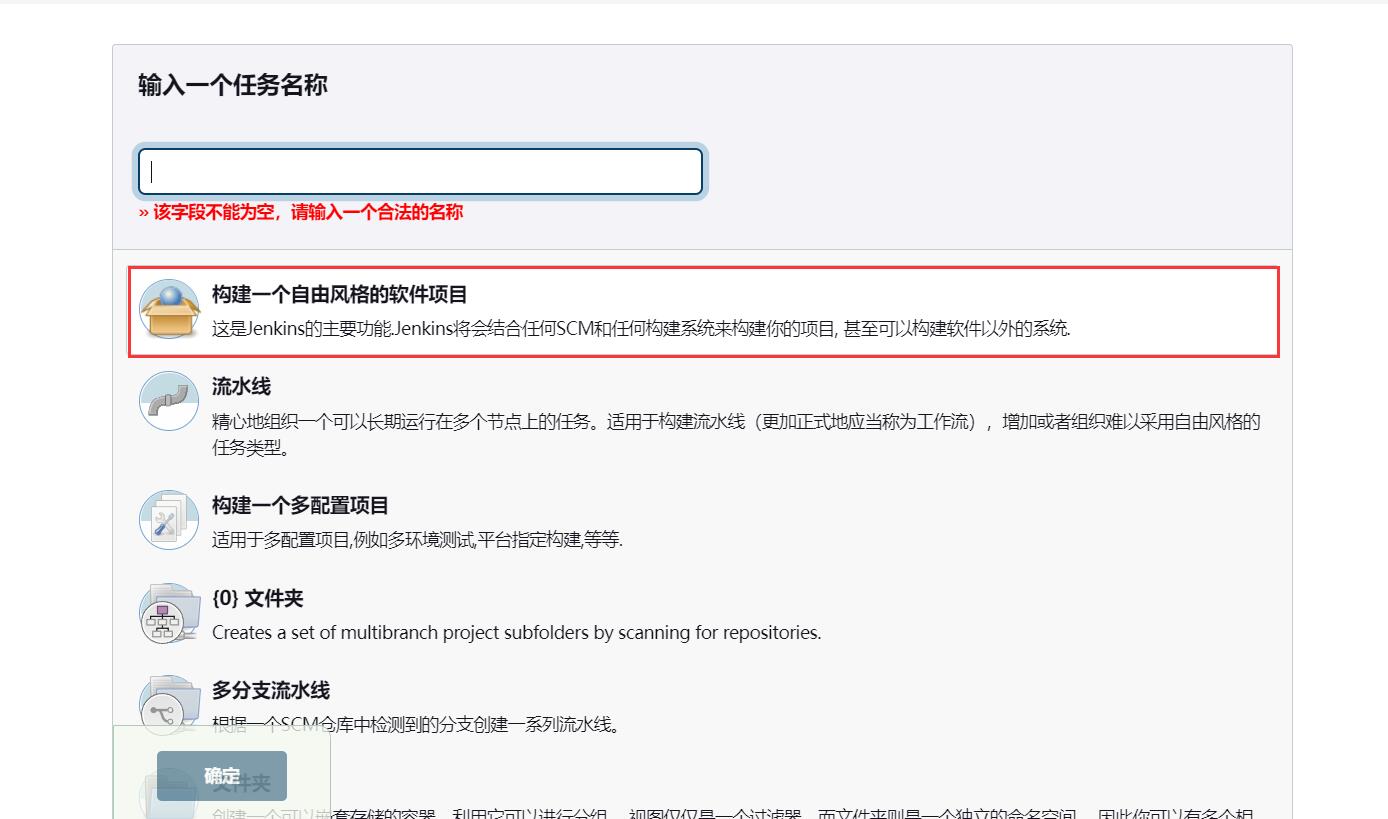 输入一个任务名称
» 该字段不能为空，请输入一个合法的名称
构建一个自由风格的软件项目
这是Jenkins的主要功能.Jenkins将会结合任何SCM和任何构建系统来构建你的项目, 甚至可以构建软件以外的系统.
流水线
精心地组织一个可以长期运行在多个节点上的任务。适用于构建流水线（更加正式地应当称为工作流），增加或者组织难以采用自由风格的
任务类型。
构建一个多配置项目
适用于多配置项目,例如多环境测试,平台指定构建,等等.
{0} 文件夹
Creates a set of multibranch project subfolders by scanning for repositories.
多分支流水线
根据一个SCM仓库中检测到的分支创建一系列流水线。
确定
文件夹
创建一个可以嵌套存储的容器。利用它可以进行分组。 视图仅仅是一个过滤器，而文件夹则是一个独立的命名空间， 因此你可以有多个相